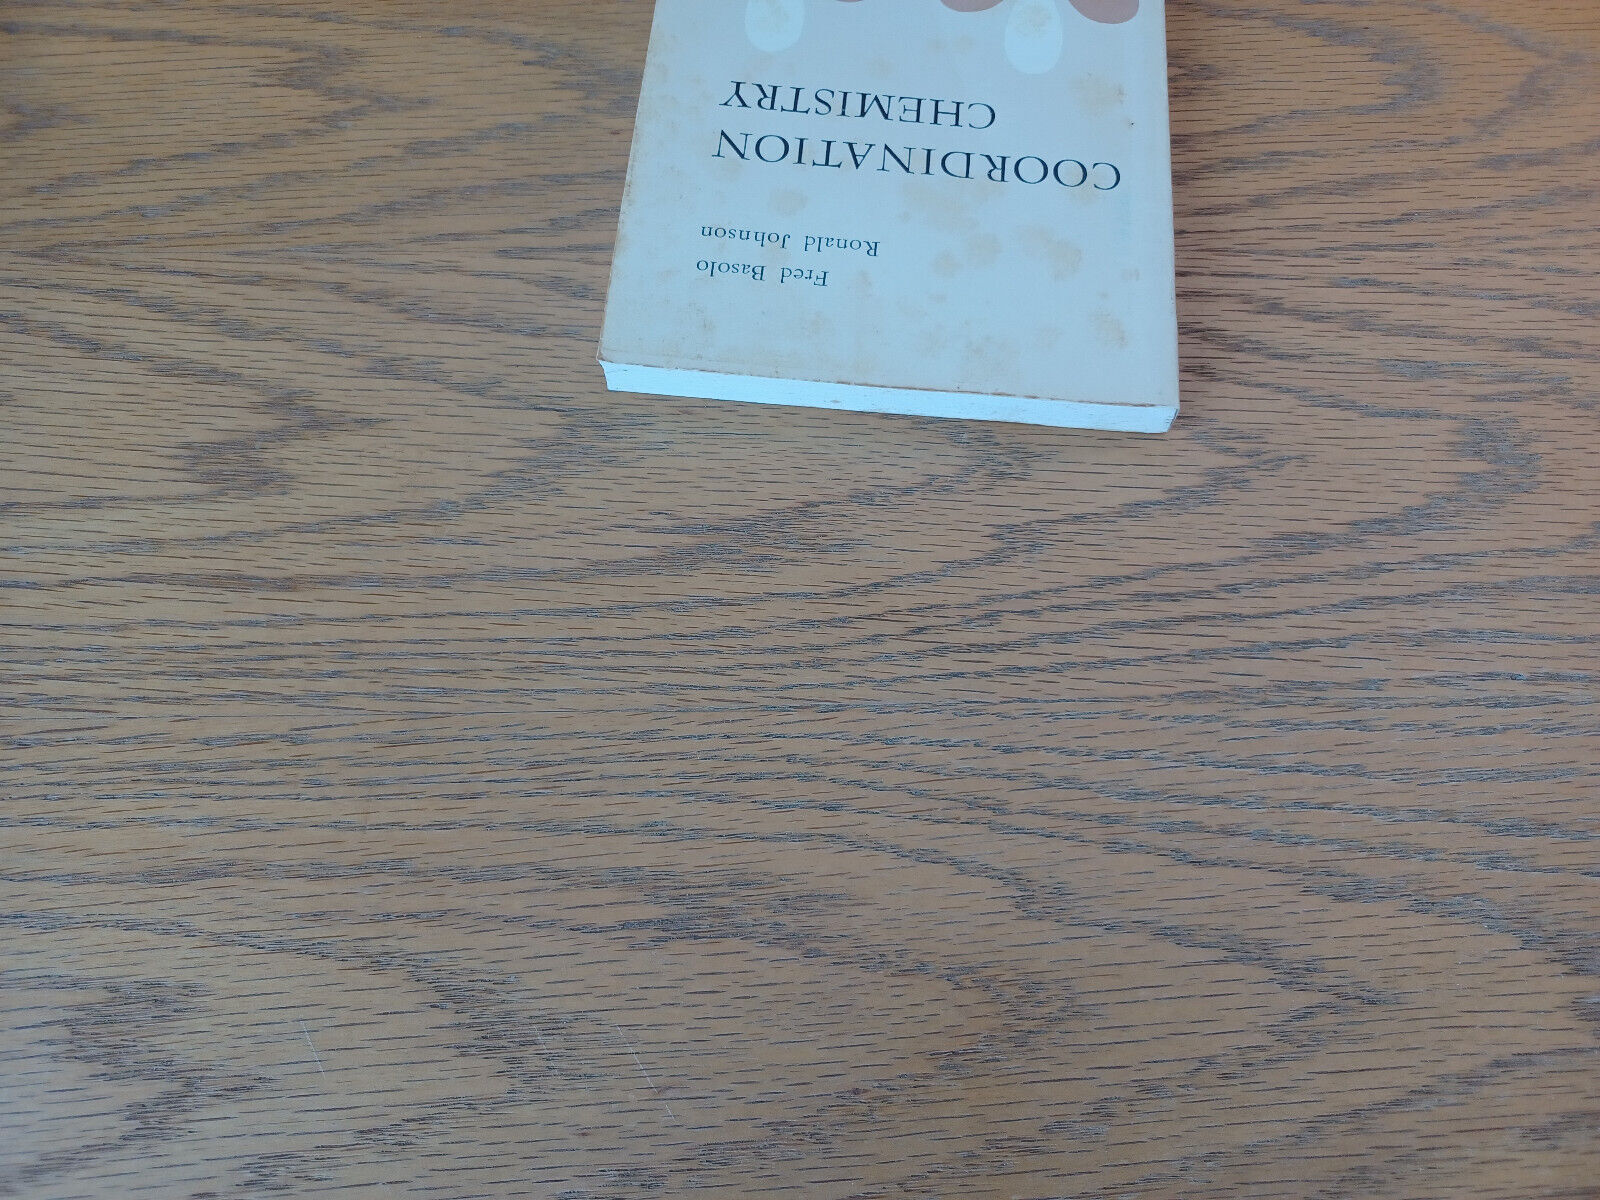 Fred Basolo
Ronald Johnson
COORDINATION
CHEMISTRY